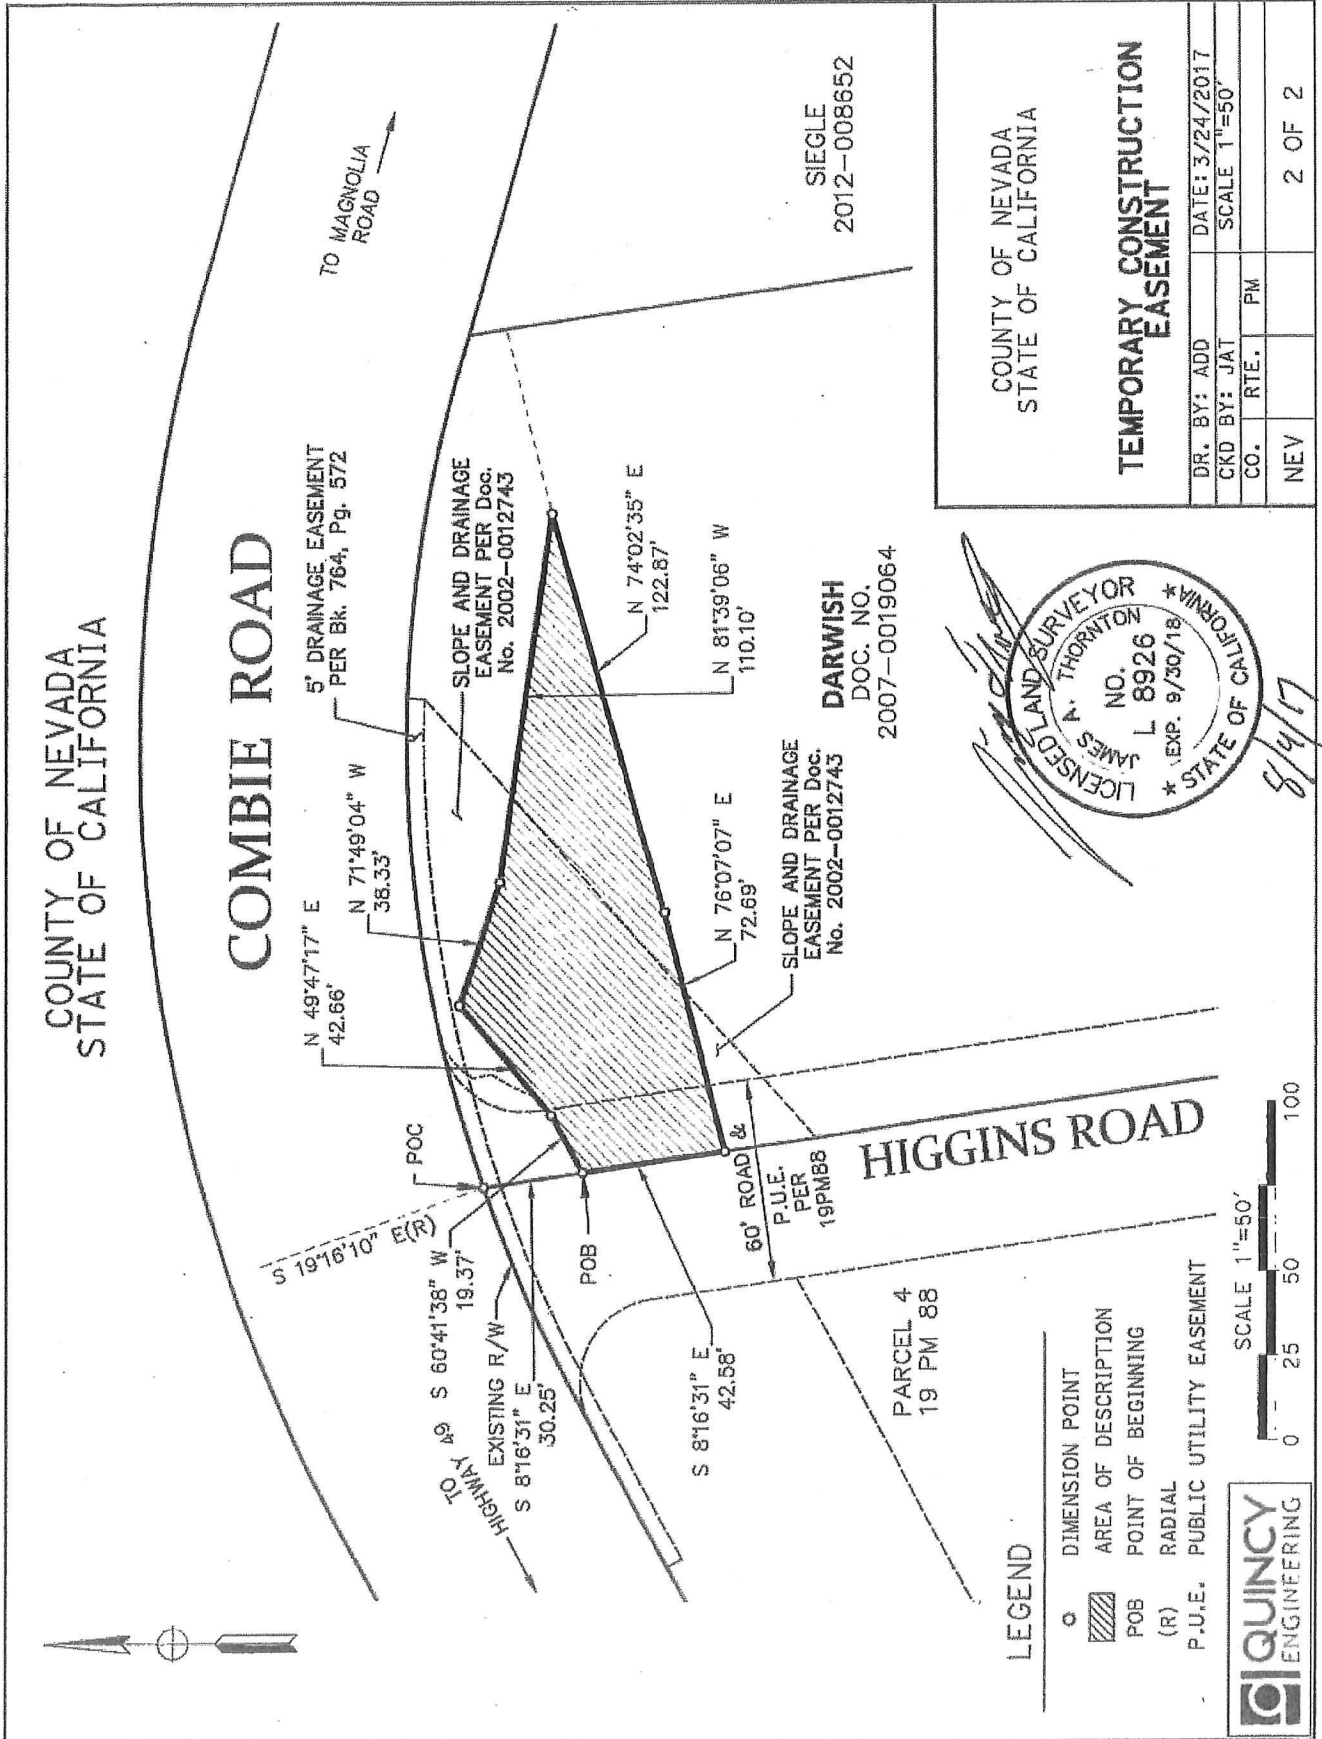 COUNTY OF NEVADA
STATE OF CALIFORNIA
COMBIE ROAD
TO MAGNOLIA
ROAD
5' DRAINAGE EASEMENT
PER Bk. 764, Pg. 572
SLOPE AND DRAINAGE
EASEMENT PER Doc.
No. 2002-0012743
N 71°49'04" W
38.33'
N 49°47'17" E
42.66'
POC
S 19°16'10" E(R)
S 60°41'38" W
19.37'
EXISTING R/W
S 8°16'31" E
30.25'
TO
HIGHWAY 49
POB
S 8°16'31" E
42.58'
N 74°02'35" E
122.87'
N 81°39'06" W
110.10'
N 76°07'07" E
72.69'
SLOPE AND DRAINAGE
EASEMENT PER Doc.
No. 2002-0012743
DARWISH
DOC. NO.
2007-0019064
SIEGLE
2012-008652
60' ROAD &
P.U.E.
PER
19PM88
HIGGINS ROAD
PARCEL 4
19 PM 88
LEGEND
DIMENSION POINT
AREA OF DESCRIPTION
POB POINT OF BEGINNING
(R) RADIAL
P.U.E. PUBLIC UTILITY EASEMENT
SCALE 1"=50'
0 25 50 100
QUINCY
ENGINEERING
LICENSED LAND SURVEYOR
JAMES A. THORNTON
NO.
L 8926
EXP. 9/30/18
★ STATE OF CALIFORNIA ★
COUNTY OF NEVADA
STATE OF CALIFORNIA
TEMPORARY CONSTRUCTION
EASEMENT
DR. BY: ADD DATE: 3/24/2017
CKD BY: JAT SCALE 1"=50'
CO. RTE. PM
NEV 2 OF 2